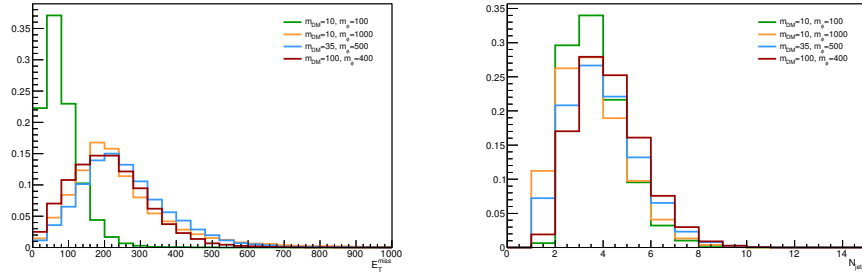 0.35
0.3
0.25
0.2
0.15
0.1
0.05
0
0 100 200 300 400 500 600 700 800 900 1000
E_T^miss
m_DM=10, m_φ=100
m_DM=10, m_φ=1000
m_DM=35, m_φ=500
m_DM=100, m_φ=400
0.35
0.3
0.25
0.2
0.15
0.1
0.05
0
0 2 4 6 8 10 12 14
N_jet
m_DM=10, m_φ=100
m_DM=10, m_φ=1000
m_DM=35, m_φ=500
m_DM=100, m_φ=400